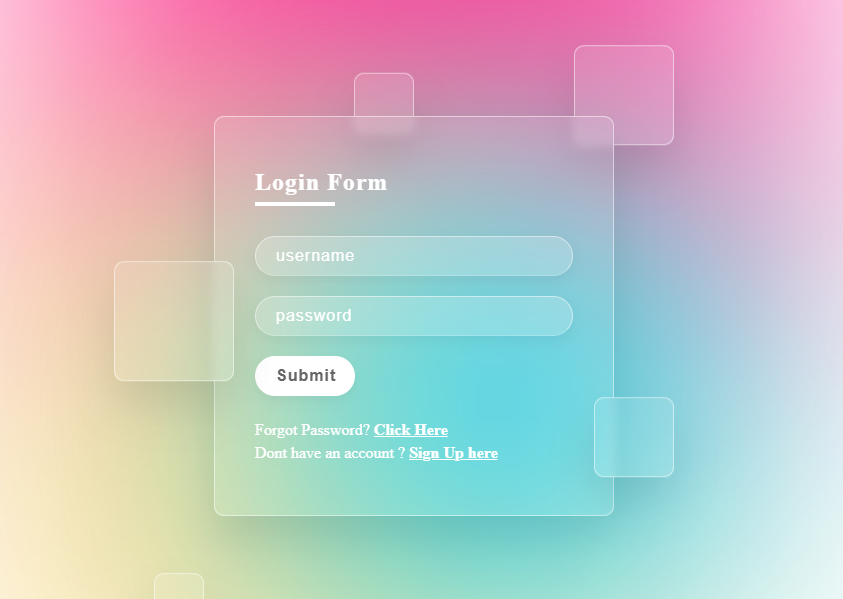 Login Form
username
password
Submit
Forgot Password? Click Here
Dont have an account ? Sign Up here